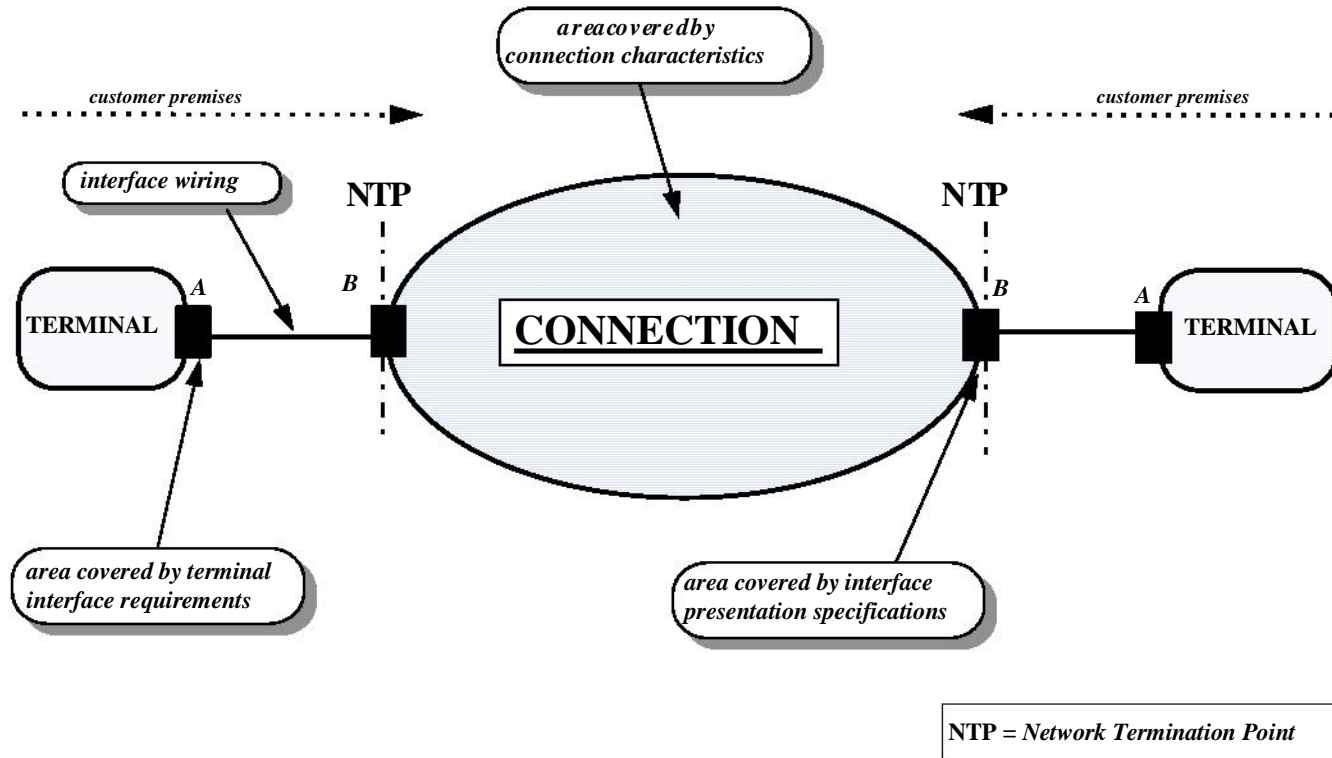 areacoveredby
connection characteristics
customer premises
customer premises
interface wiring
NTP
NTP
A
B
B
A
TERMINAL
CONNECTION
TERMINAL
area covered by terminal
interface requirements
area covered by interface
presentation specifications
NTP = Network Termination Point